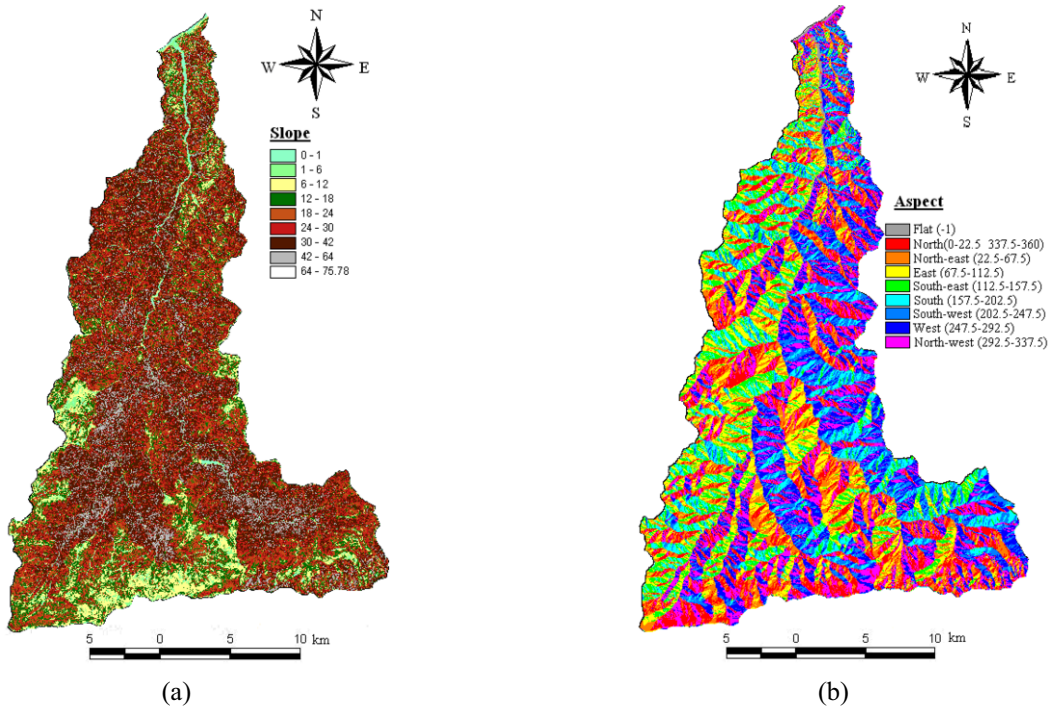 N
W E
S
Slope
0 - 1
1 - 6
6 - 12
12 - 18
18 - 24
24 - 30
30 - 42
42 - 64
64 - 75.78
5 0 5 10 km
(a)
N
W E
S
Aspect
Flat (-1)
North(0-22.5 337.5-360)
North-east (22.5-67.5)
East (67.5-112.5)
South-east (112.5-157.5)
South (157.5-202.5)
South-west (202.5-247.5)
West (247.5-292.5)
North-west (292.5-337.5)
5 0 5 10 km
(b)